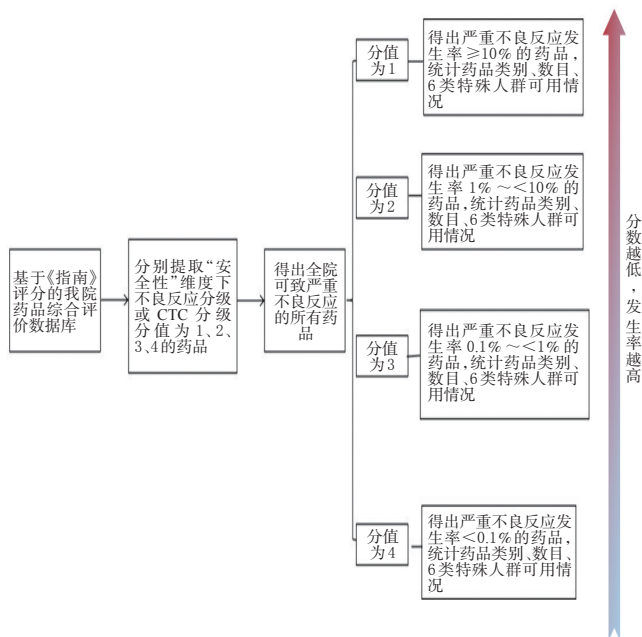 基于《指南》
评分的我院
药品综合评
价数据库
分别提取“安
全性”维度下
不良反应分级
或 CTC 分级
分值为 1、2、
3、4的药品
得出全院
可致严重
不良反应
的所有药
品
分值
为1
得出严重不良反应发
生率≥10%的药品，
统计药品类别、数目、
6类特殊人群可用情
况
分值
为2
得出严重不良反应发
生率 1%～<10%的
药品，统计药品类别、
数目、6类特殊人群可
用情况
分值
为3
得出严重不良反应发
生率 0.1%～<1%的
药品，统计药品类别、
数目、6类特殊人群可
用情况
分值
为4
得出严重不良反应发
生率<0.1%的药品，
统计药品类别、数目、
6类特殊人群可用情
况
分数越低，发生率越高